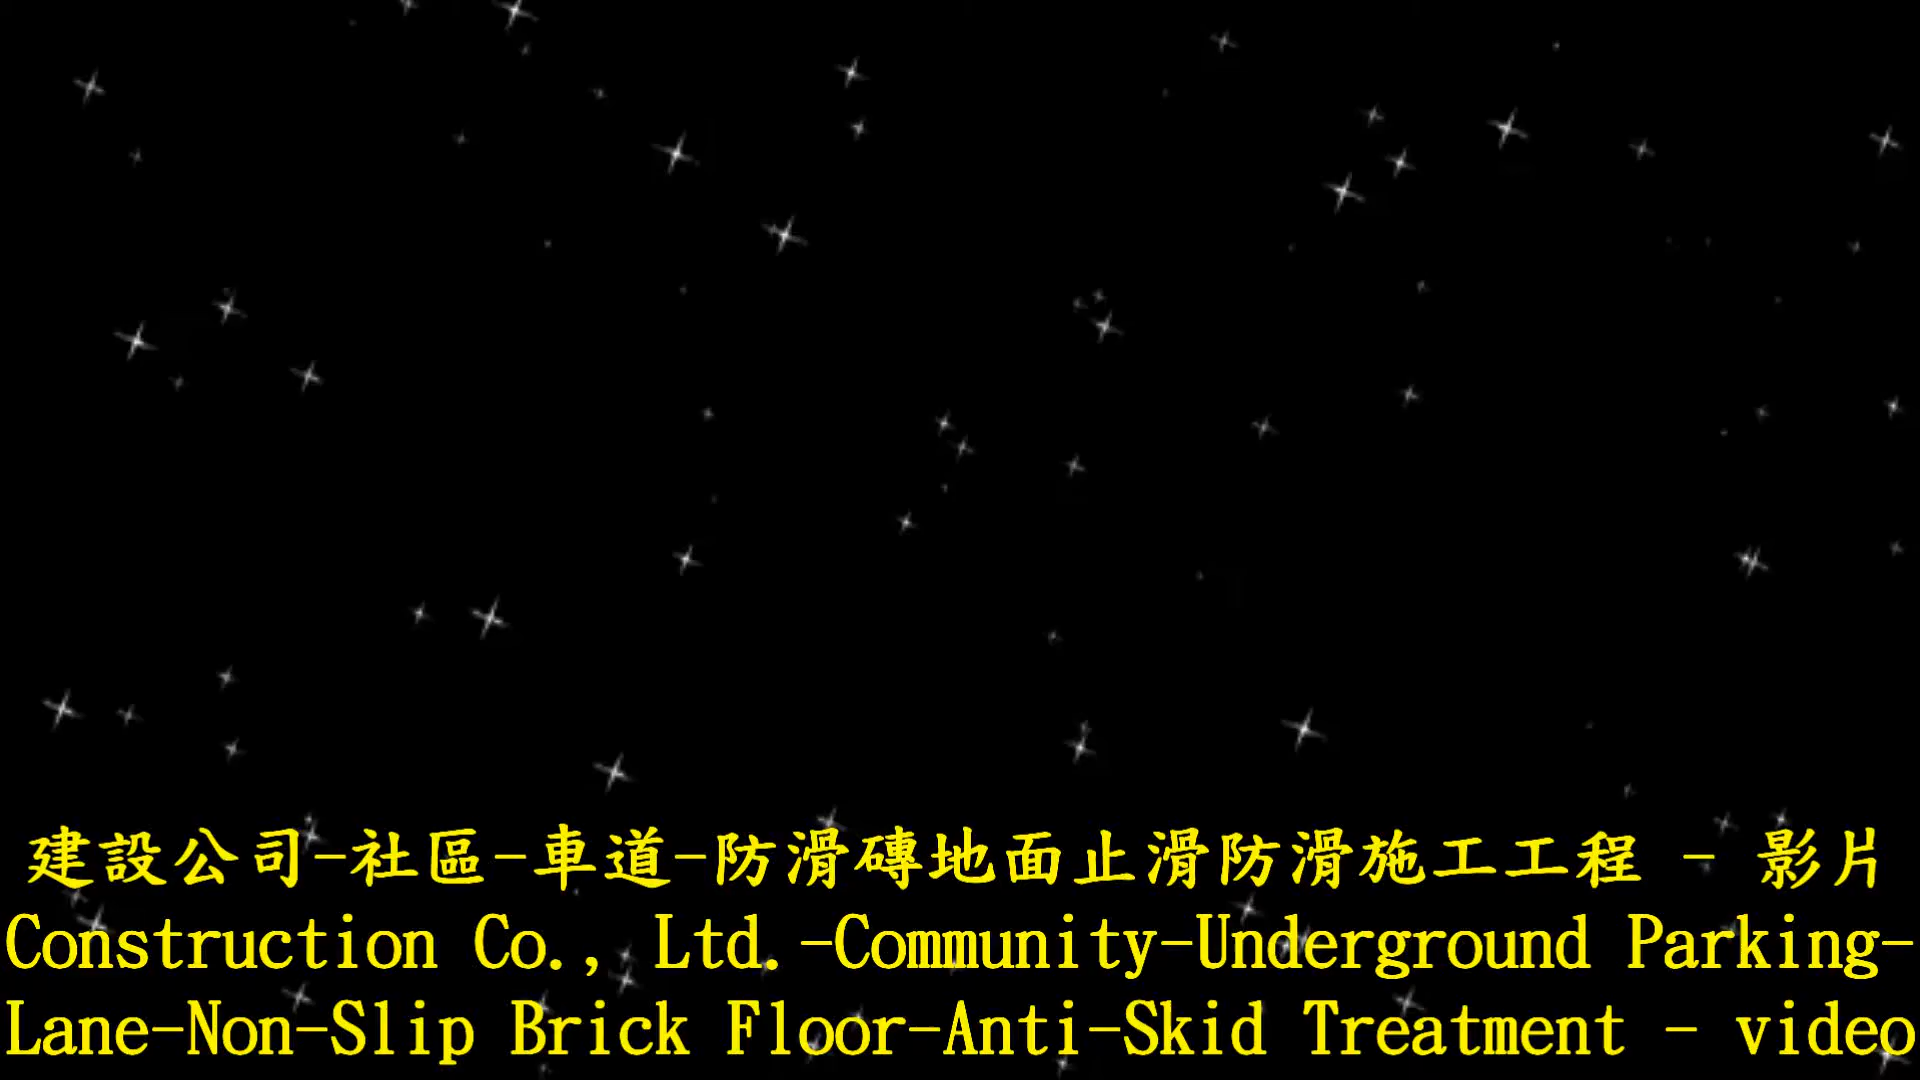 建設公司-社區-車道-防滑磚地面止滑防滑施工工程 - 影片
Construction Co., Ltd.-Community-Underground Parking-
Lane-Non-Slip Brick Floor-Anti-Skid Treatment - video